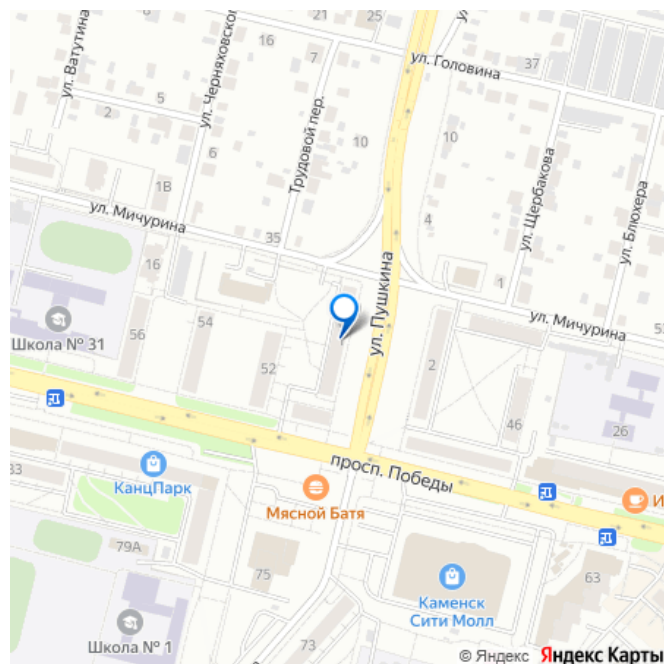 16
7
ул. Головина
37
ул. Ватутина
ул. Черняховского
5
2
Трудовой пер.
10
10
6
ул. Щербакова
ул. Блюхера
1В
ул. Мичурина
4
35
16
ул. Пушкина
1
ул. Мичурина
56
54
Школа № 31
52
2
46
26
просп. Победы
КанцПарк
Мясной Батя
79А
75
Каменск
Сити Молл
63
Школа № 1
73
© Яндекс Яндекс Карты